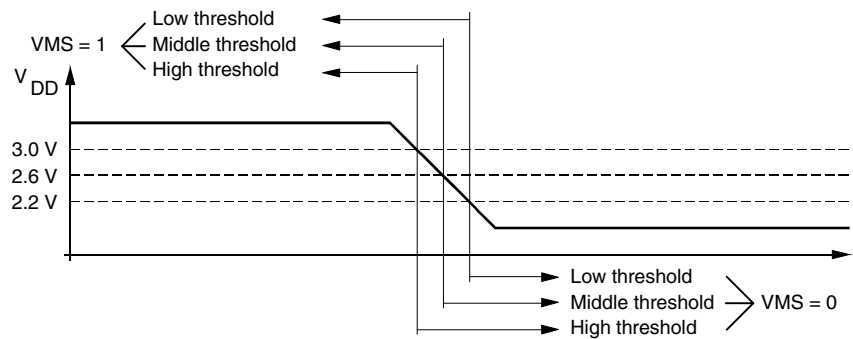 Low threshold
VMS = 1 Middle threshold
High threshold
VDD
3.0 V
2.6 V
2.2 V
Low threshold
Middle threshold VMS = 0
High threshold